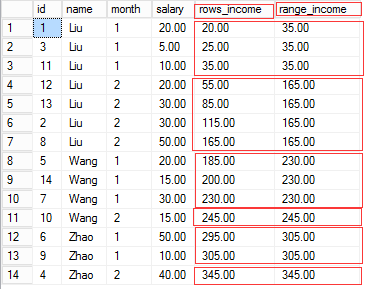 id name month salary rows_income range_income
1 1 Liu 1 20.00 20.00 35.00
2 3 Liu 1 5.00 25.00 35.00
3 11 Liu 1 10.00 35.00 35.00
4 12 Liu 2 20.00 55.00 165.00
5 13 Liu 2 30.00 85.00 165.00
6 2 Liu 2 30.00 115.00 165.00
7 8 Liu 2 50.00 165.00 165.00
8 5 Wang 1 20.00 185.00 230.00
9 14 Wang 1 15.00 200.00 230.00
10 7 Wang 1 30.00 230.00 230.00
11 10 Wang 2 15.00 245.00 245.00
12 6 Zhao 1 50.00 295.00 305.00
13 9 Zhao 1 10.00 305.00 305.00
14 4 Zhao 2 40.00 345.00 345.00